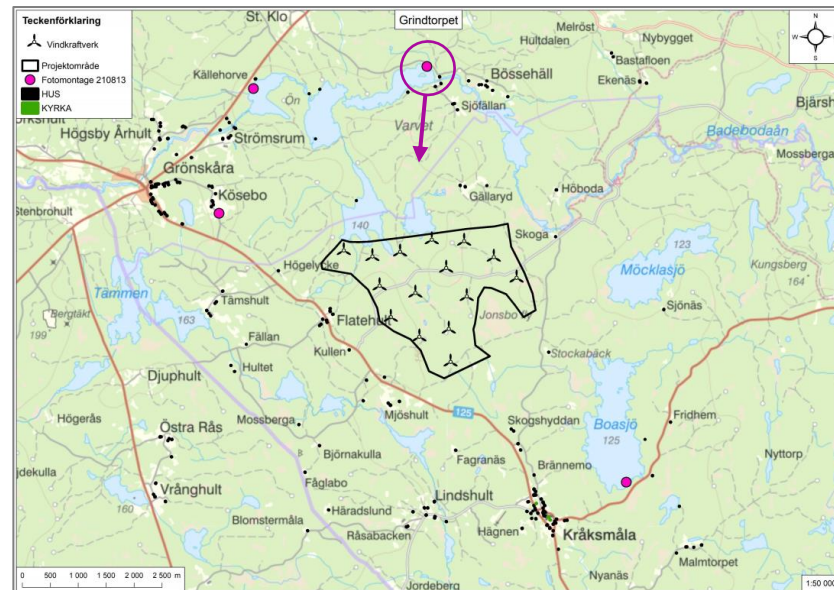 Teckenförklaring
Vindkraftverk
Projektområde
Fotomontage 210813
HUS
KYRKA
St. Klo
Grindtorpet
Melröst
Hultdalen
Nybygget
Bastafloen
N
W
E
S
Källehorve
Ön
Bössehäll
Ekenäs
Sjöfällan
Bjärsh
Högsby Århult
Strömsrum
Varvet
Badebodaån
Mossberga
Grönskåra
Kösebo
Gällaryd
Höboda
Stenbrohult
140
Skoga
123
Möcklasjö
Kungsberg
164
Högelycke
Tämmen
Bergtäkt
199
163
Tämshult
Flatehult
Jonsbo
Sjönäs
Fällan
Kullen
Stockabäck
Djuphult
Hultet
125
Mjöshult
Högerås
Mossberga
Boasjö
125
Fridhem
Östra Rås
Skogshyddan
Björnakulla
Fagranäs
Brännemo
Nyttorp
jdekulla
Fåglabo
Vrånghult
Lindshult
160
Häradslund
Blomstermåla
Råsabacken
Hägnen
Kråksmåla
Malmtorpet
Nyanäs
Jordeberg
0 500 1 000 1 500 2 000 2 500 m
1:50 000